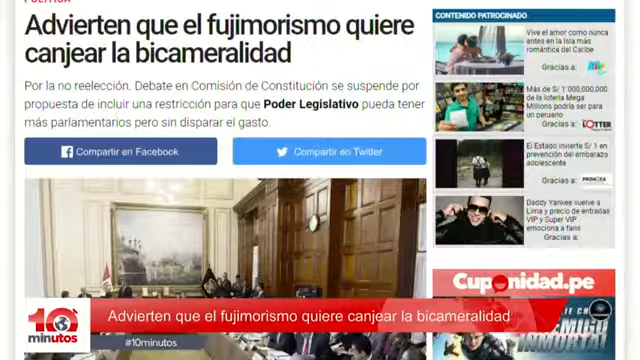 POLÍTICA
Advierten que el fujimorismo quiere
canjear la bicameralidad
Por la no reelección. Debate en Comisión de Constitución se suspende por
propuesta de incluir una restricción para que Poder Legislativo pueda tener
más parlamentarios pero sin disparar el gasto.
Compartir en Facebook
Compartir en Twitter
CONTENIDO PATROCINADO
Vive el amor como nunca
antes en la Isla más
romántica del Caribe
Gracias a:
Más de S/ 1'000,000,000
de la lotería Mega
Millions podría ser para
un peruano
Gracias a:
LOTTER
El Estado invierte S/ 1 en
prevención del embarazo
adolescente
Gracias a:
Daddy Yankee vuelve a
Lima y precio de entradas
VIP y Super VIP
emociona a fans
Gracias a:
Cuponidad.pe
10
minutos
Advierten que el fujimorismo quiere canjear la bicameralidad
#10minutos